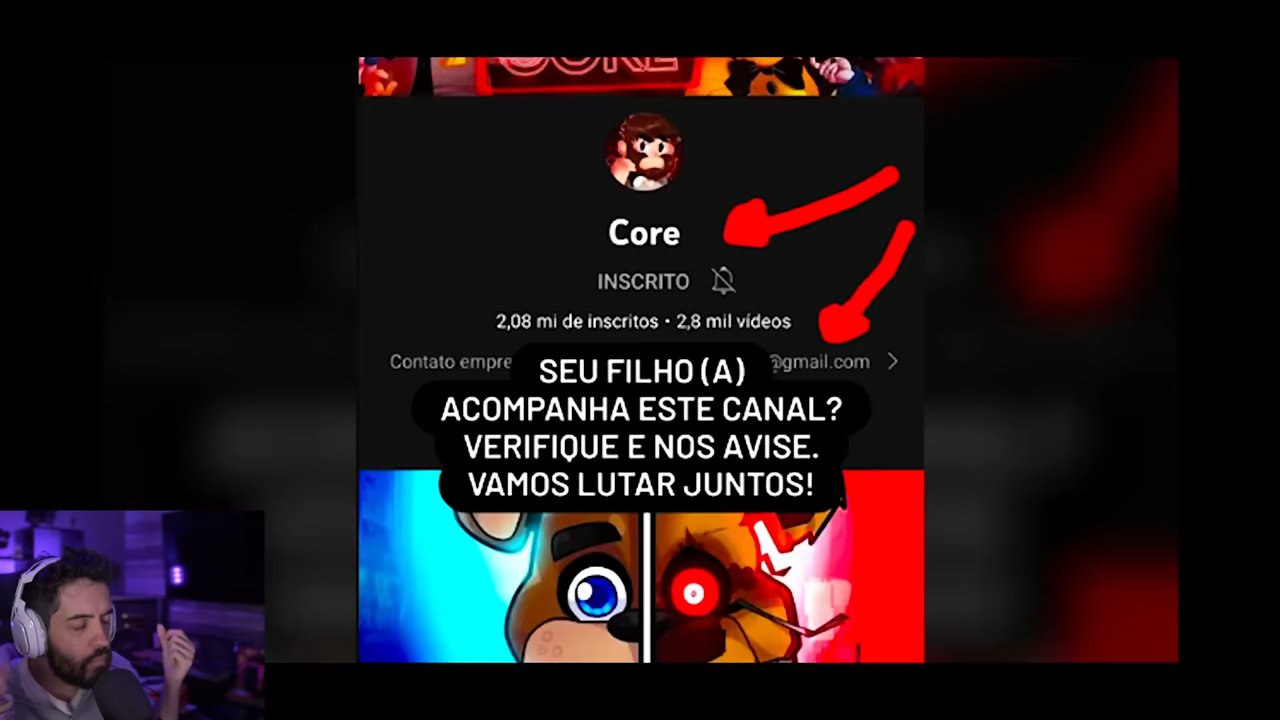 CORE
Core
INSCRITO
2,08 mi de inscritos • 2,8 mil vídeos
Contato empre @gmail.com
SEU FILHO (A)
ACOMPANHA ESTE CANAL?
VERIFIQUE E NOS AVISE.
VAMOS LUTAR JUNTOS!